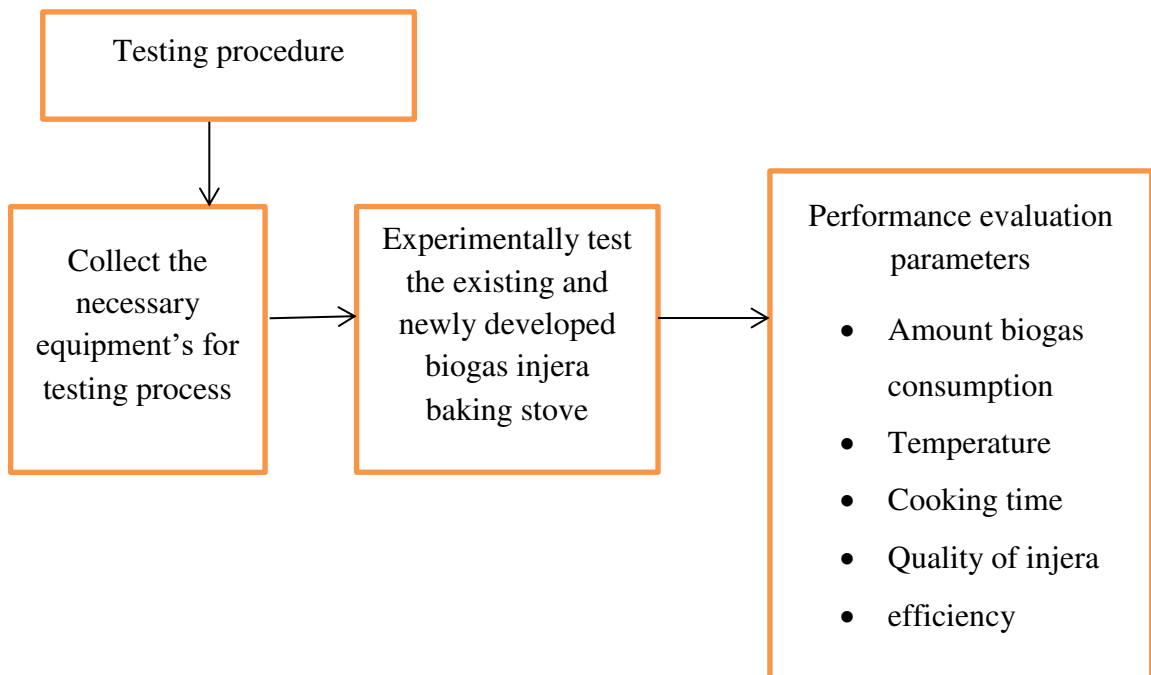 Testing procedure
Collect the
necessary
equipment’s for
testing process
Experimentally test
the existing and
newly developed
biogas injera
baking stove
Performance evaluation
parameters
• Amount biogas
consumption
• Temperature
• Cooking time
• Quality of injera
• efficiency